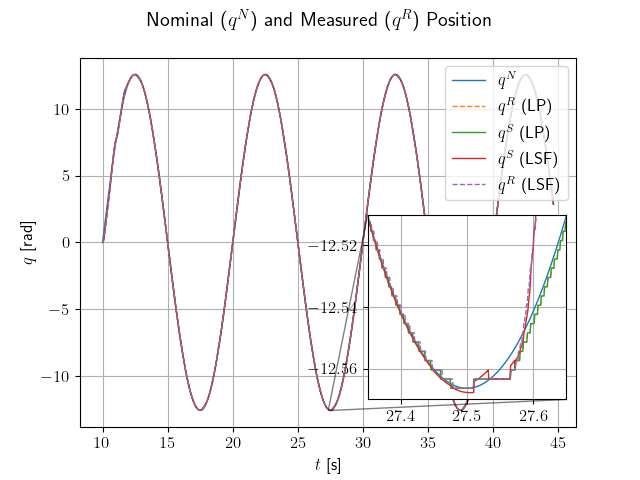 Nominal (q^N) and Measured (q^R) Position
q^N
q^R (LP)
q^S (LP)
q^S (LSF)
q^R (LSF)
10
5
0
−5
−10
q [rad]
−12.52
−12.54
−12.56
27.4 27.5 27.6
10 15 20 25 30 35 40 45
t [s]